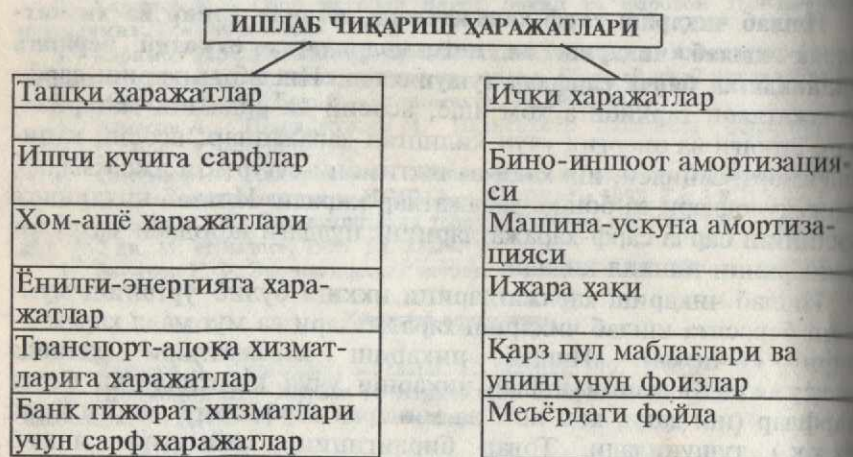 ИШЛАБ ЧИҚАРИШ ҲАРАЖАТЛАРИ
Ташқи харажатлар
Ишчи кучига сарфлар
Хом-ашё харажатлари
Ёнилғи-энергияга хара-
жатлар
Транспорт-алоқа хизмат-
ларига харажатлар
Банк тижорат хизматлари
учун сарф харажатлар
Ички харажатлар
Бино-иншоот амортизация-
си
Машина-ускуна амортиза-
цияси
Ижара ҳақи
Қарз пул маблағлари ва
унинг учун фоизлар
Меъёрдаги фойда